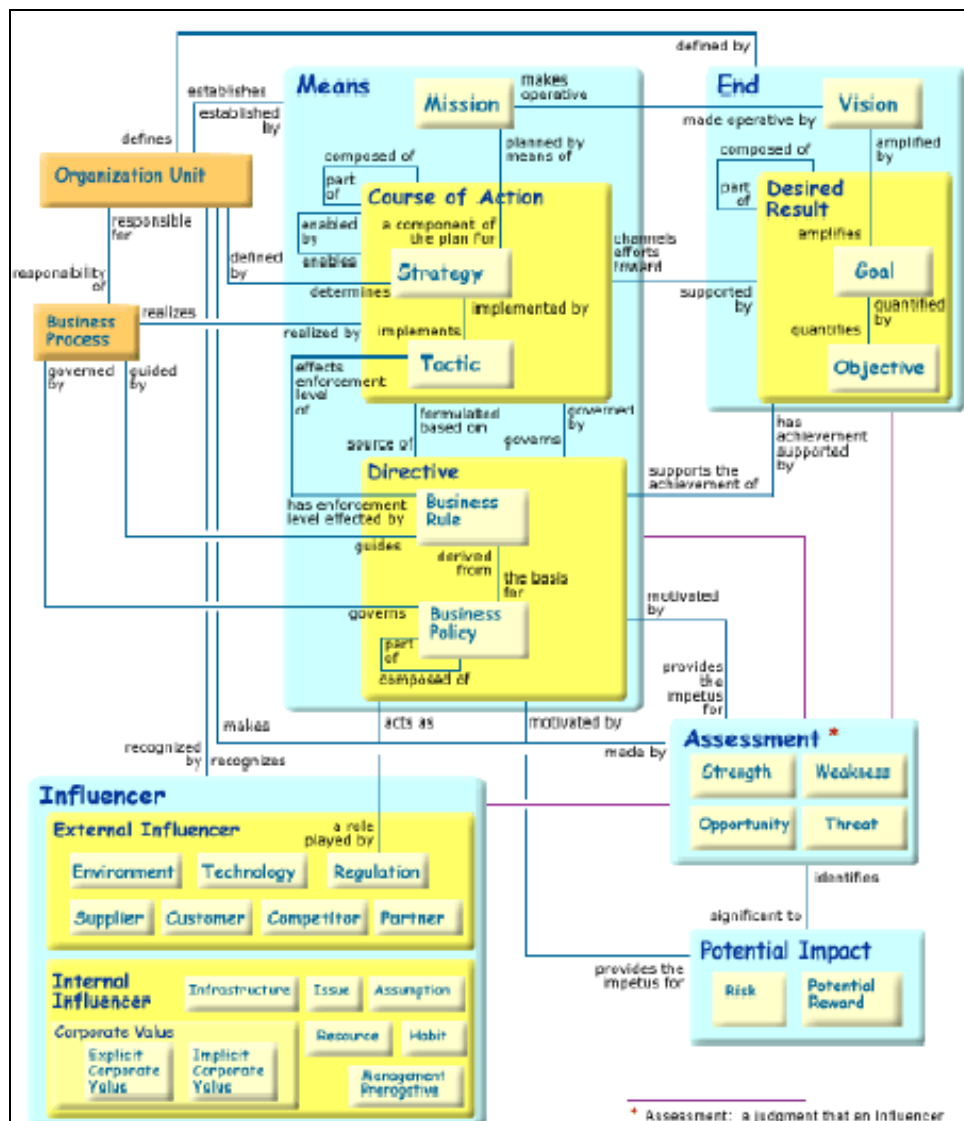 defined by
Means
End
establishes
established
by
Mission
makes
operative
Vision
made operative by
defines
planned by
means of
amplified
by
composed of
part
of
composed of
part
of
Organization Unit
Course of Action
Desired
Result
responsible
for
enabled
by
enables
a component of
the plan for
channels
efforts
toward
amplifies
defined
by
Strategy
Goal
responsibility
of
determines
supported
by
realizes
implemented by
quantified
by
Business
Process
realized by
implements
quantifies
governed
by
guided
by
effects
enforcement
level
of
Tactic
Objective
formulated
based on
governed
by
has
achievement
supported
by
source of
governs
Directive
supports the
achievement of
has enforcement
level effected by
Business
Rule
guides
derived
from
the basis
for
motivated
by
governs
Business
Policy
part
of
composed of
provides
the
impetus
for
makes
acts as
motivated by
recognized
by
recognizes
made by
Assessment *
Strength
Weakness
Opportunity
Threat
Influencer
External Influencer
a role
played by
Environment
Technology
Regulation
Supplier
Customer
Competitor
Partner
identifies
significant to
Potential Impact
provides the
impetus for
Risk
Potential
Reward
Internal
Influencer
Infrastructure
Issue
Assumption
Corporate Value
Resource
Habit
Explicit
Corporate
Value
Implicit
Corporate
Value
Management
Prerogative
* Assessment: a judgment that an Influencer